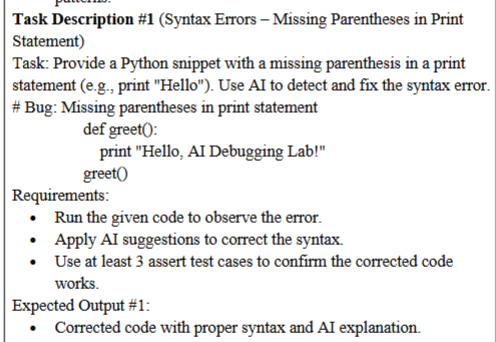 patterns.
Task Description #1 (Syntax Errors – Missing Parentheses in Print
Statement)
Task: Provide a Python snippet with a missing parenthesis in a print
statement (e.g., print "Hello"). Use AI to detect and fix the syntax error.
# Bug: Missing parentheses in print statement
def greet():
print "Hello, AI Debugging Lab!"
greet()
Requirements:
• Run the given code to observe the error.
• Apply AI suggestions to correct the syntax.
• Use at least 3 assert test cases to confirm the corrected code
works.
Expected Output #1:
• Corrected code with proper syntax and AI explanation.